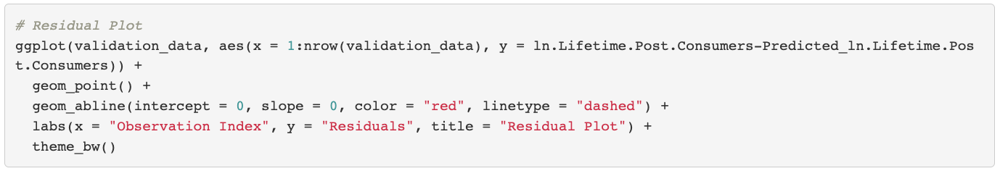 # Residual Plot
ggplot(validation_data, aes(x = 1:nrow(validation_data), y = ln.Lifetime.Post.Consumers-Predicted_ln.Lifetime.Pos
t.Consumers)) +
  geom_point() +
  geom_abline(intercept = 0, slope = 0, color = "red", linetype = "dashed") +
  labs(x = "Observation Index", y = "Residuals", title = "Residual Plot") +
  theme_bw()